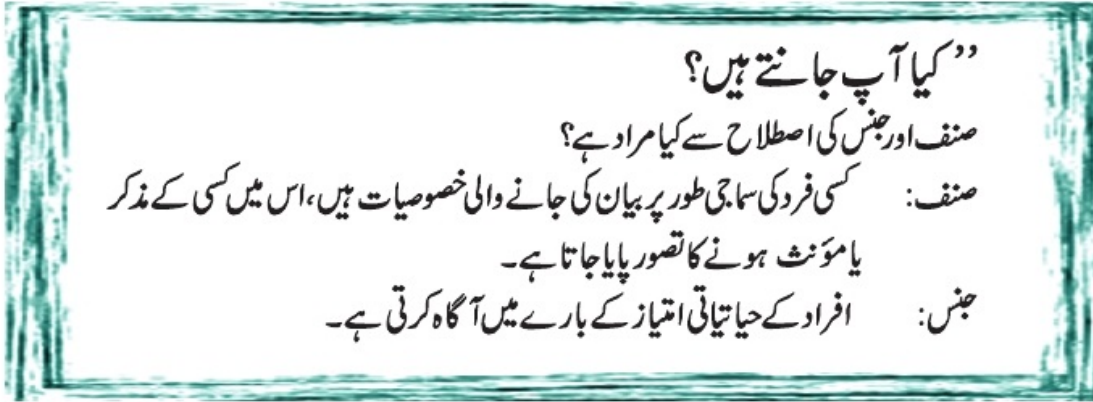 ”کیا آپ جانتے ہیں؟
صنف اور جنس کی اصطلاح سے کیا مراد ہے؟
صنف: کسی فرد کی سماجی طور پر بیان کی جانے والی خصوصیات ہیں، اس میں کسی کے مذکر
یا مؤنث ہونے کا تصور پایا جاتا ہے۔
جنس: افراد کے حیاتیاتی امتیاز کے بارے میں آگاہ کرتی ہے۔